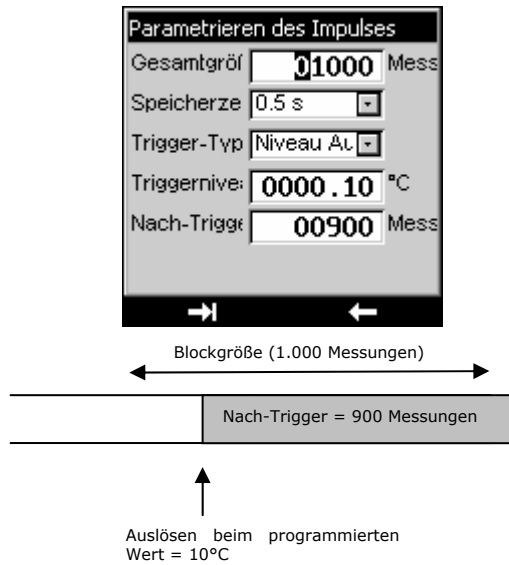 Parametrieren des Impulses
Gesamtgröf 01000 Mess
Speicherze 0.5 s
Trigger-Typ Niveau Au
Triggernive: 0000.10 °C
Nach-Trigge 00900 Mess
Blockgröße (1.000 Messungen)
Nach-Trigger = 900 Messungen
Auslösen beim programmierten
Wert = 10°C